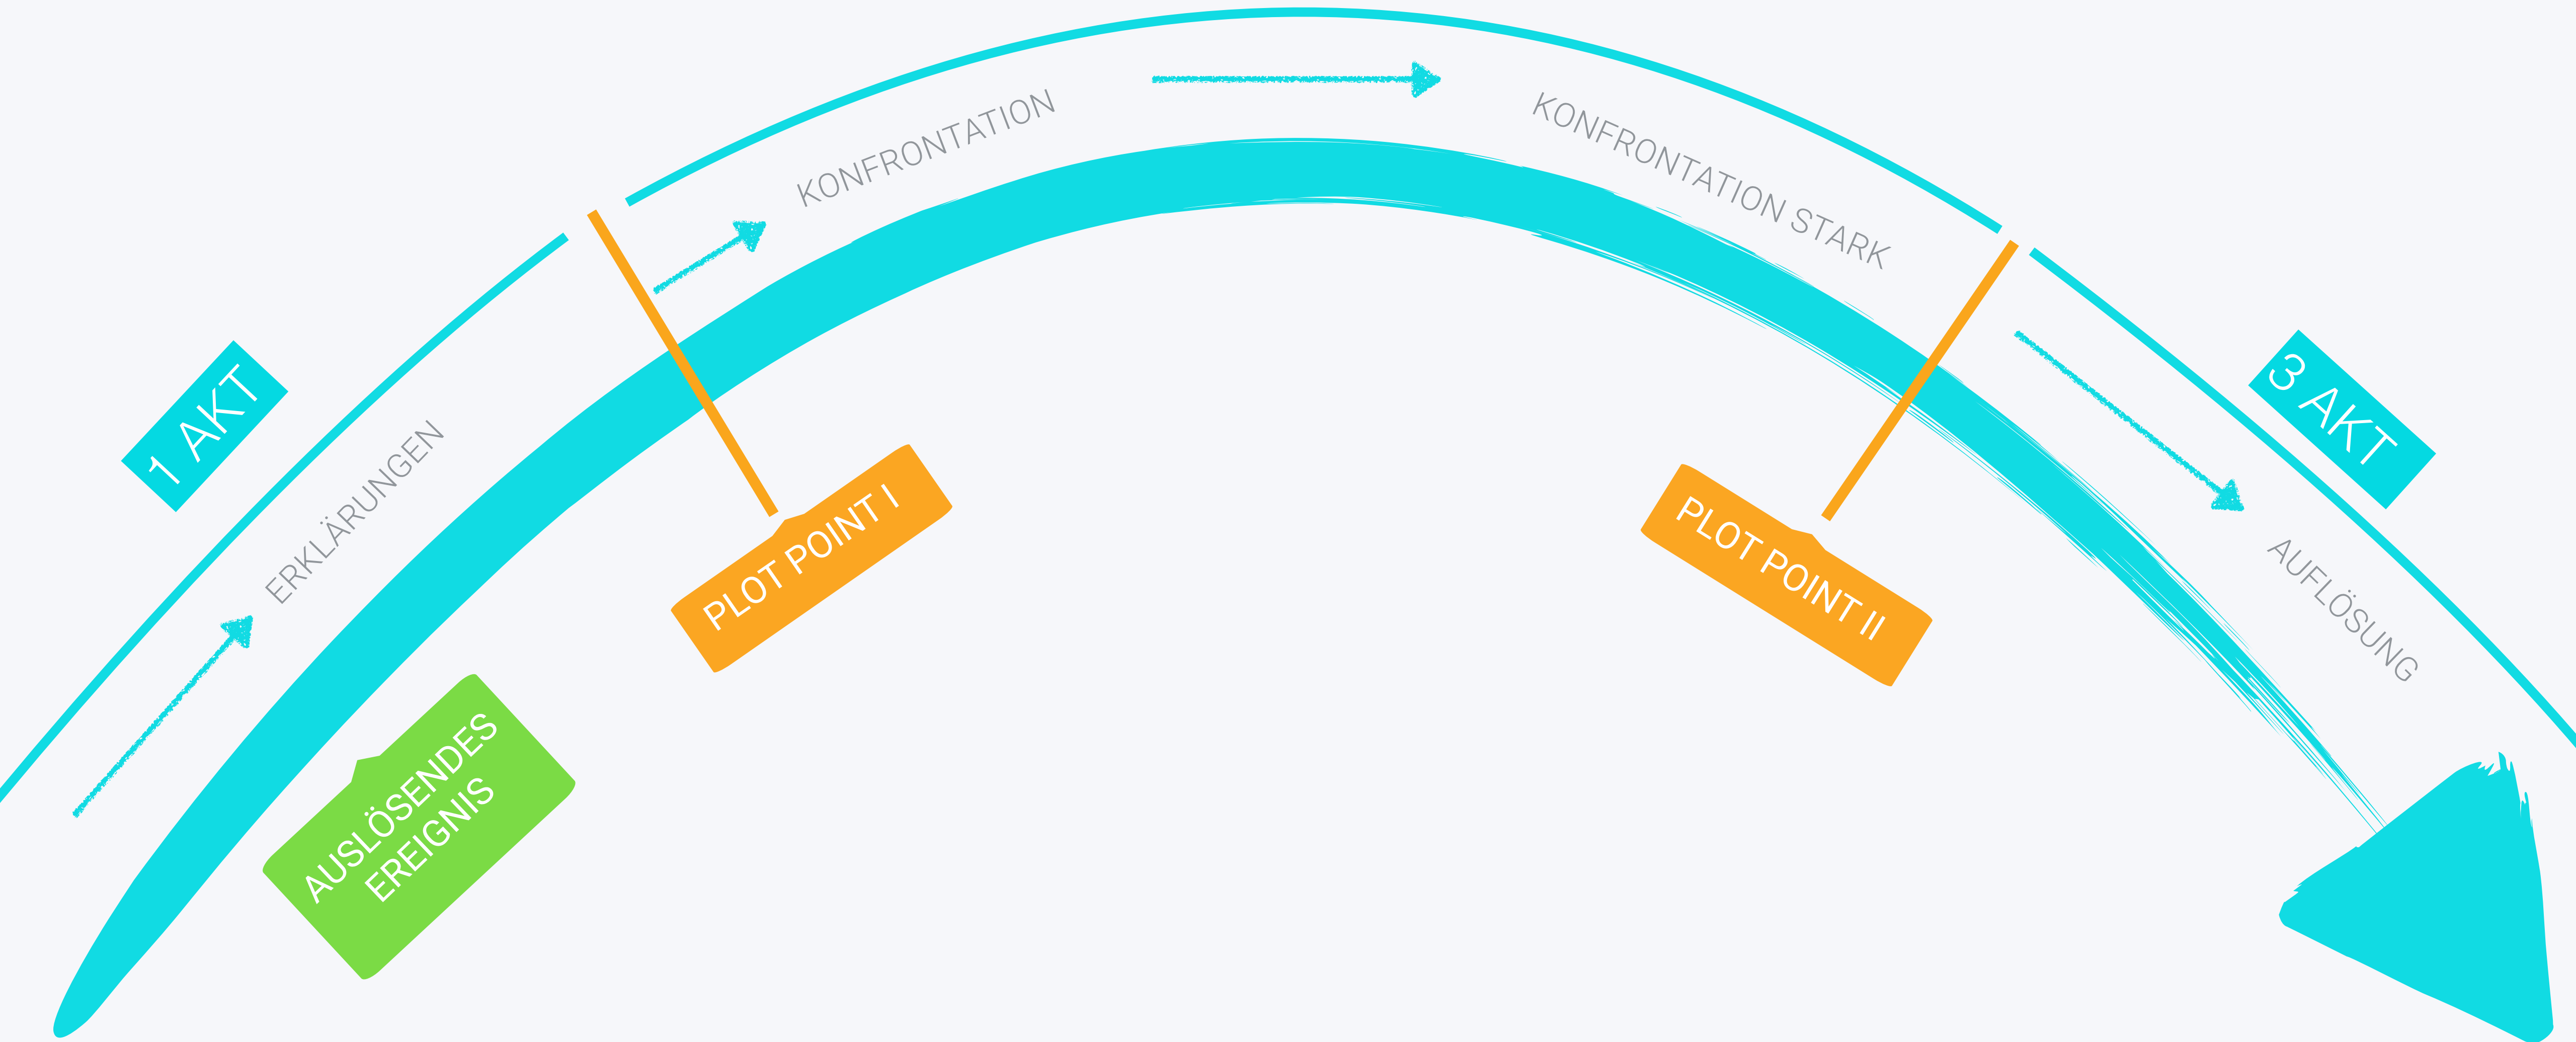 1 AKT
ERKLÄRUNGEN
AUSLÖSENDES
EREIGNIS
PLOT POINT I
KONFRONTATION
KONFRONTATION STARK
PLOT POINT II
3 AKT
AUFLÖSUNG